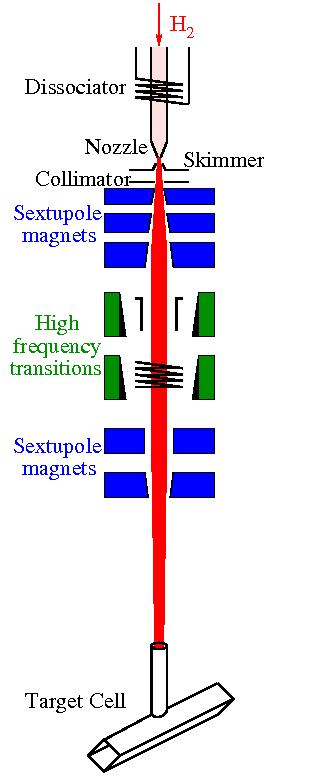 H2
Dissociator
Nozzle
Skimmer
Collimator
Sextupole
magnets
High
frequency
transitions
Sextupole
magnets
Target Cell